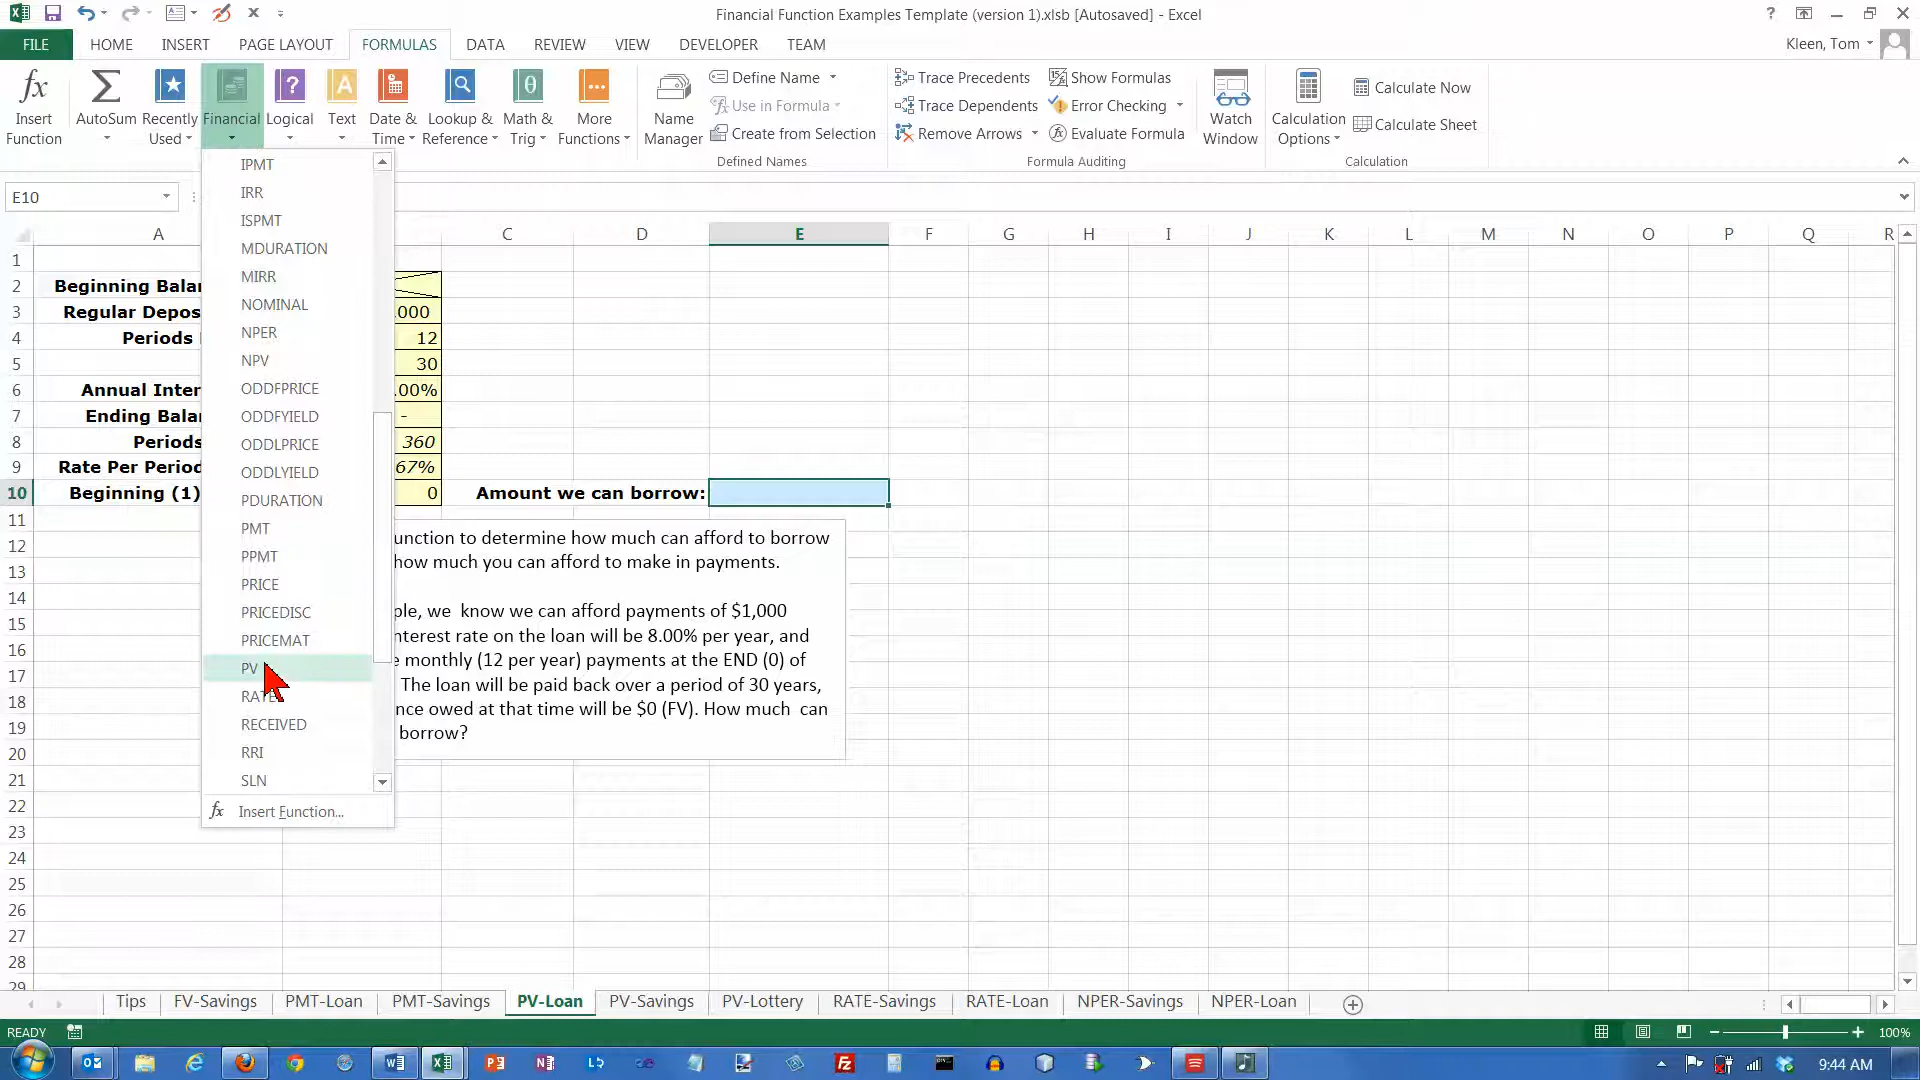 Financial Function Examples Template (version 1).xlsb [Autosaved] - Excel
FILE HOME INSERT PAGE LAYOUT FORMULAS DATA REVIEW VIEW DEVELOPER TEAM Kleen, Tom
Insert Function
AutoSum
Recently Used
Financial
Logical
Text
Date & Time
Lookup & Reference
Math & Trig
More Functions
Name Manager
Define Name
Use in Formula
Create from Selection
Defined Names
Trace Precedents
Trace Dependents
Remove Arrows
Show Formulas
Error Checking
Evaluate Formula
Formula Auditing
Watch Window
Calculation Options
Calculate Now
Calculate Sheet
Calculation
E10
IPMT
IRR
ISPMT
MDURATION
MIRR
NOMINAL
NPER
NPV
ODDFPRICE
ODDFYIELD
ODDLPRICE
ODDLYIELD
PDURATION
PMT
PPMT
PRICE
PRICEDISC
PRICEMAT
PV
RATE
RECEIVED
RRI
SLN
fx Insert Function...
A C D E F G H I J K L M N O P Q R
1
2 Beginning Balan
3 Regular Depos .000
4 Periods 12
5 30
6 Annual Inter .00%
7 Ending Balan -
8 Periods 360
9 Rate Per Period 67%
10 Beginning (1) 0 Amount we can borrow:
11
12
13
14
15
16
17
18
19
20
21
22
23
24
25
26
27
28
29
unction to determine how much can afford to borrow
how much you can afford to make in payments.
ple, we know we can afford payments of $1,000
nterest rate on the loan will be 8.00% per year, and
e monthly (12 per year) payments at the END (0) of
The loan will be paid back over a period of 30 years,
nce owed at that time will be $0 (FV). How much can
borrow?
Tips FV-Savings PMT-Loan PMT-Savings PV-Loan PV-Savings PV-Lottery RATE-Savings RATE-Loan NPER-Savings NPER-Loan
READY 100%
9:44 AM